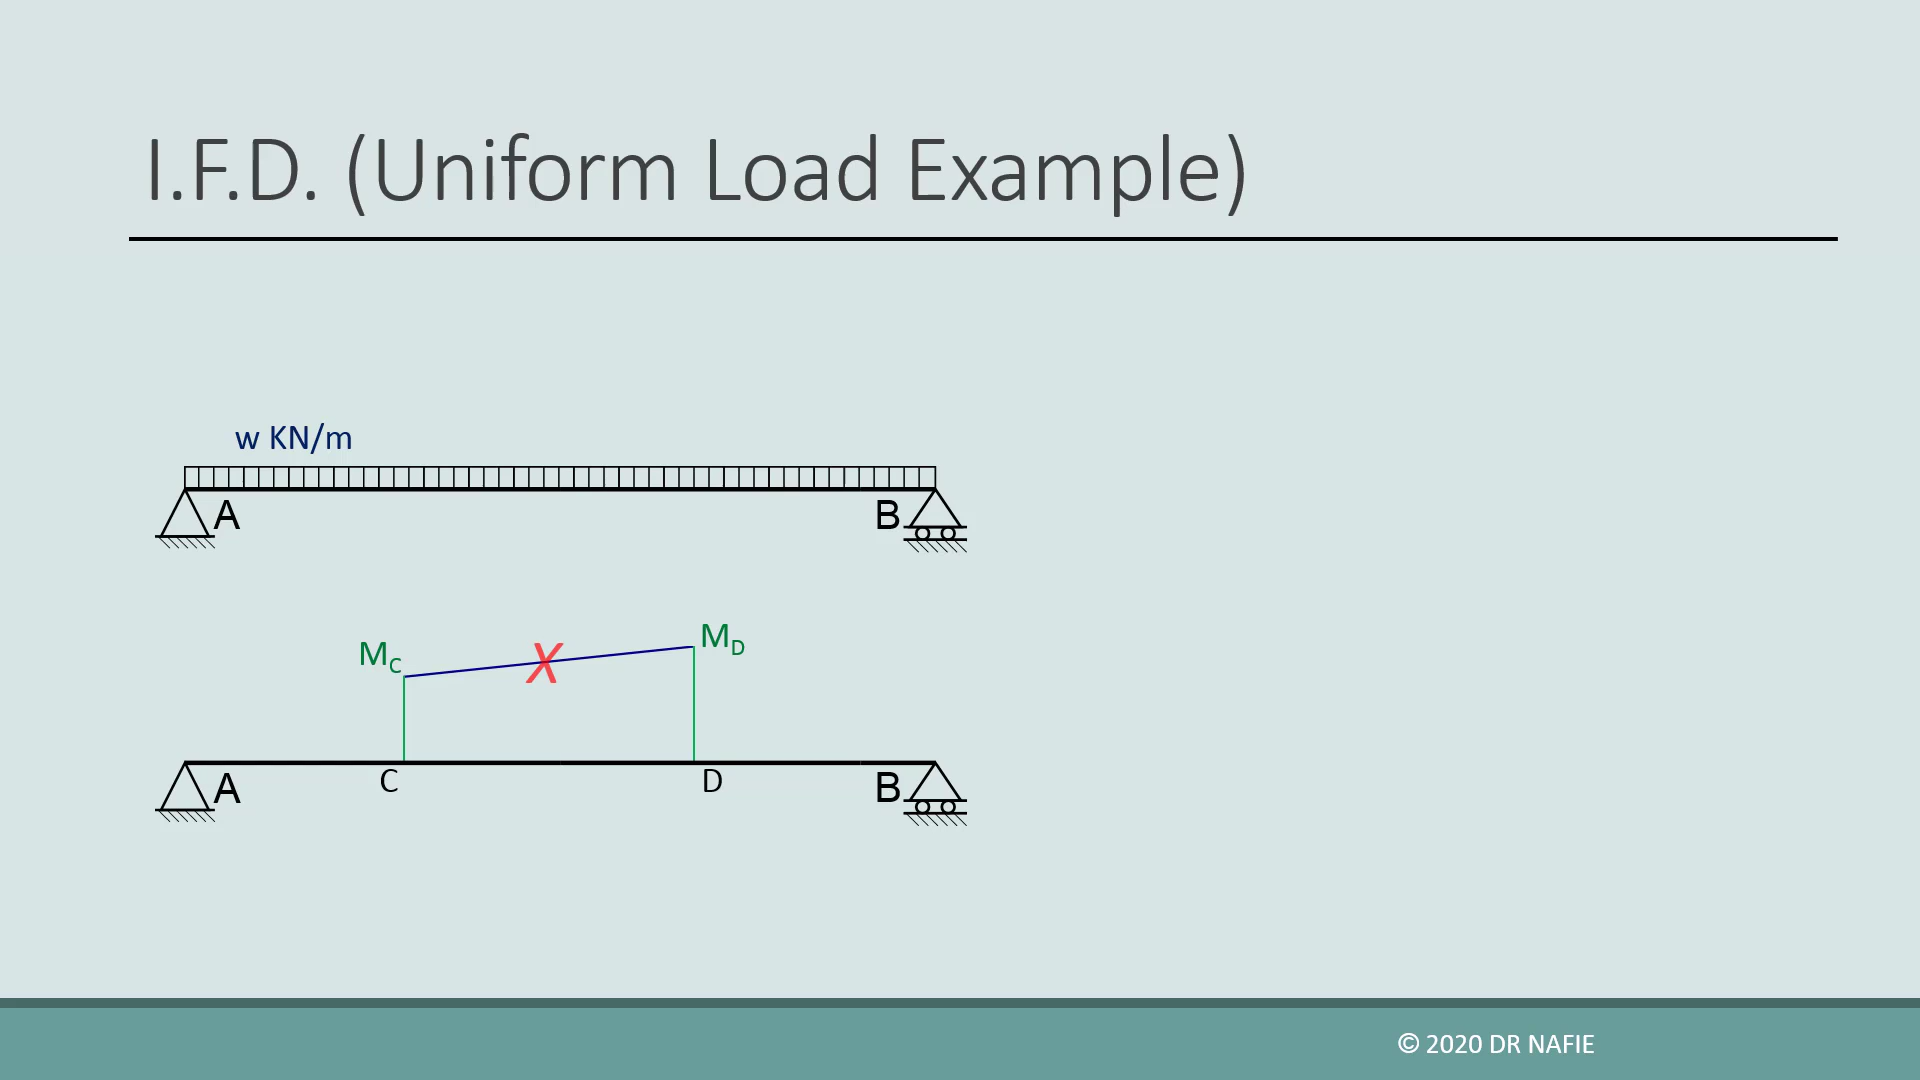 I.F.D. (Uniform Load Example)
w KN/m
A B
M_C X M_D
A C D B
© 2020 DR NAFIE